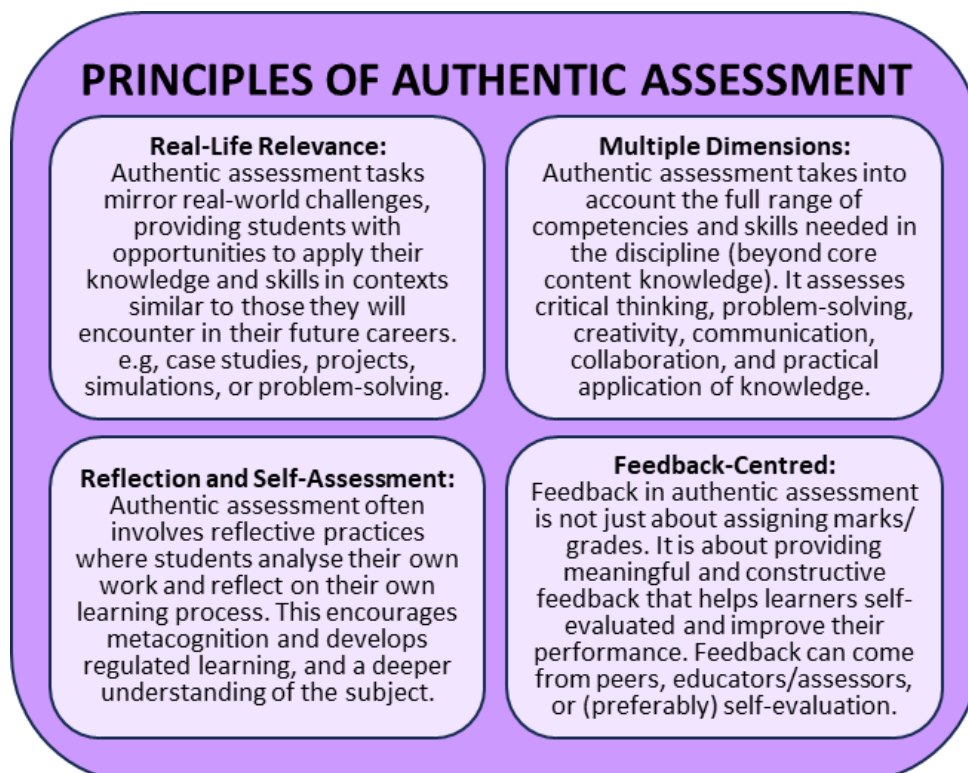 PRINCIPLES OF AUTHENTIC ASSESSMENT
Real-Life Relevance:
Authentic assessment tasks
mirror real-world challenges,
providing students with
opportunities to apply their
knowledge and skills in contexts
similar to those they will
encounter in their future careers.
e.g, case studies, projects,
simulations, or problem-solving.
Multiple Dimensions:
Authentic assessment takes into
account the full range of
competencies and skills needed in
the discipline (beyond core
content knowledge). It assesses
critical thinking, problem-solving,
creativity, communication,
collaboration, and practical
application of knowledge.
Reflection and Self-Assessment:
Authentic assessment often
involves reflective practices
where students analyse their own
work and reflect on their own
learning process. This encourages
metacognition and develops
regulated learning, and a deeper
understanding of the subject.
Feedback-Centred:
Feedback in authentic assessment
is not just about assigning marks/
grades. It is about providing
meaningful and constructive
feedback that helps learners self-
evaluated and improve their
performance. Feedback can come
from peers, educators/assessors,
or (preferably) self-evaluation.